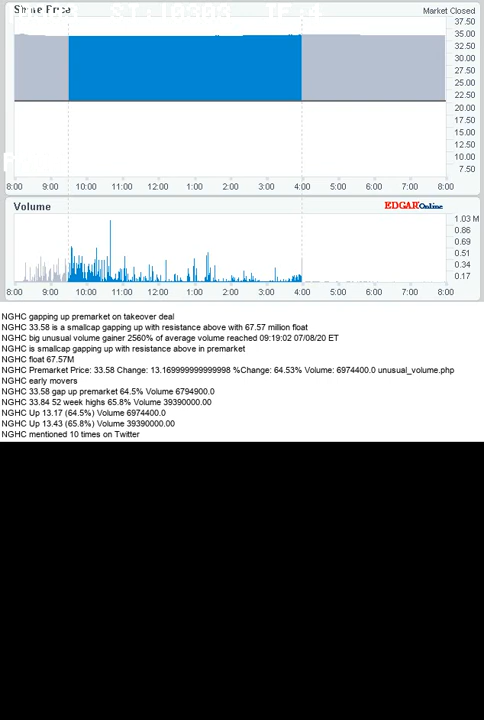 Share Price
ST:10303 TF:4
Market Closed
37.50
35.00
32.50
30.00
27.50
25.00
22.50
20.00
17.50
15.00
12.50
10.00
7.50
8:00 9:00 10:00 11:00 12:00 1:00 2:00 3:00 4:00 5:00 6:00 7:00 8:00
Volume
EDGAROnline
1.03 M
0.86
0.69
0.51
0.34
0.17
8:00 9:00 10:00 11:00 12:00 1:00 2:00 3:00 4:00 5:00 6:00 7:00 8:00
NGHC gapping up premarket on takeover deal
NGHC 33.58 is a smallcap gapping up with resistance above with 67.57 million float
NGHC big unusual volume gainer 2560% of average volume reached 09:19:02 07/08/20 ET
NGHC is smallcap gapping up with resistance above in premarket
NGHC float 67.57M
NGHC Premarket Price: 33.58 Change: 13.169999999999998 %Change: 64.53% Volume: 6974400.0 unusual_volume.php
NGHC early movers
NGHC 33.58 gap up premarket 64.5% Volume 6794900.0
NGHC 33.84 52 week highs 65.8% Volume 39390000.00
NGHC Up 13.17 (64.5%) Volume 6974400.0
NGHC Up 13.43 (65.8%) Volume 39390000.00
NGHC mentioned 10 times on Twitter